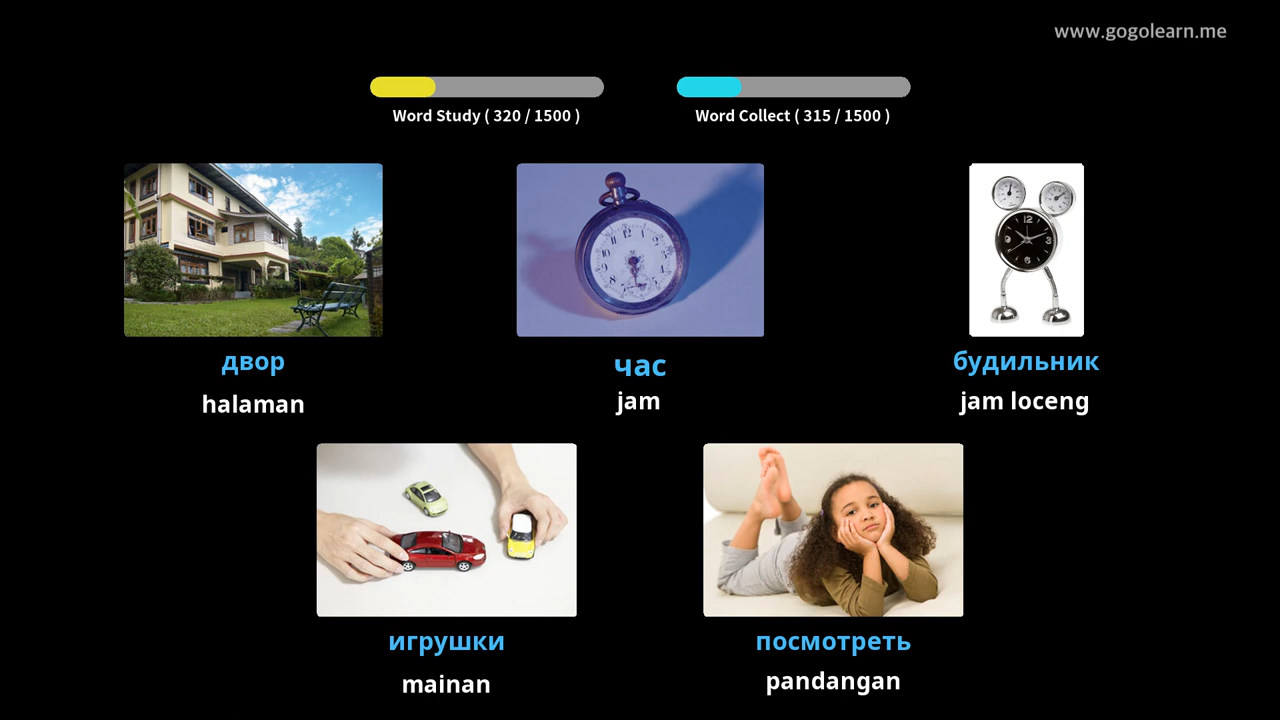 www.gogolearn.me
Word Study ( 320 / 1500 )
Word Collect ( 315 / 1500 )
двор
halaman
час
jam
будильник
jam loceng
игрушки
mainan
посмотреть
pandangan